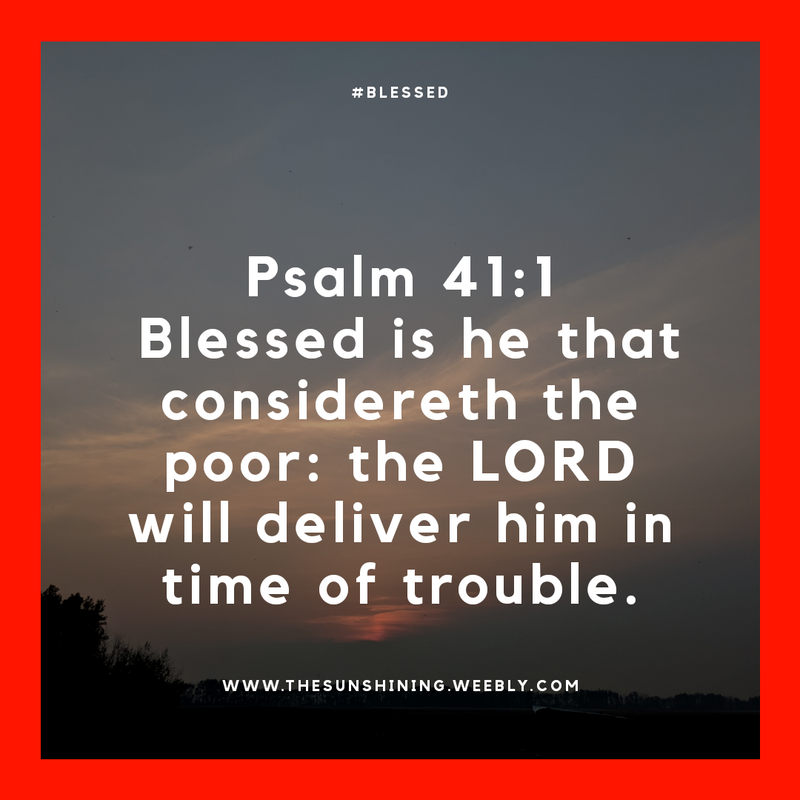 #BLESSED
Psalm 41:1
Blessed is he that
considereth the
poor: the LORD
will deliver him in
time of trouble.
WWW.THESUNSHINING.WEEBLY.COM